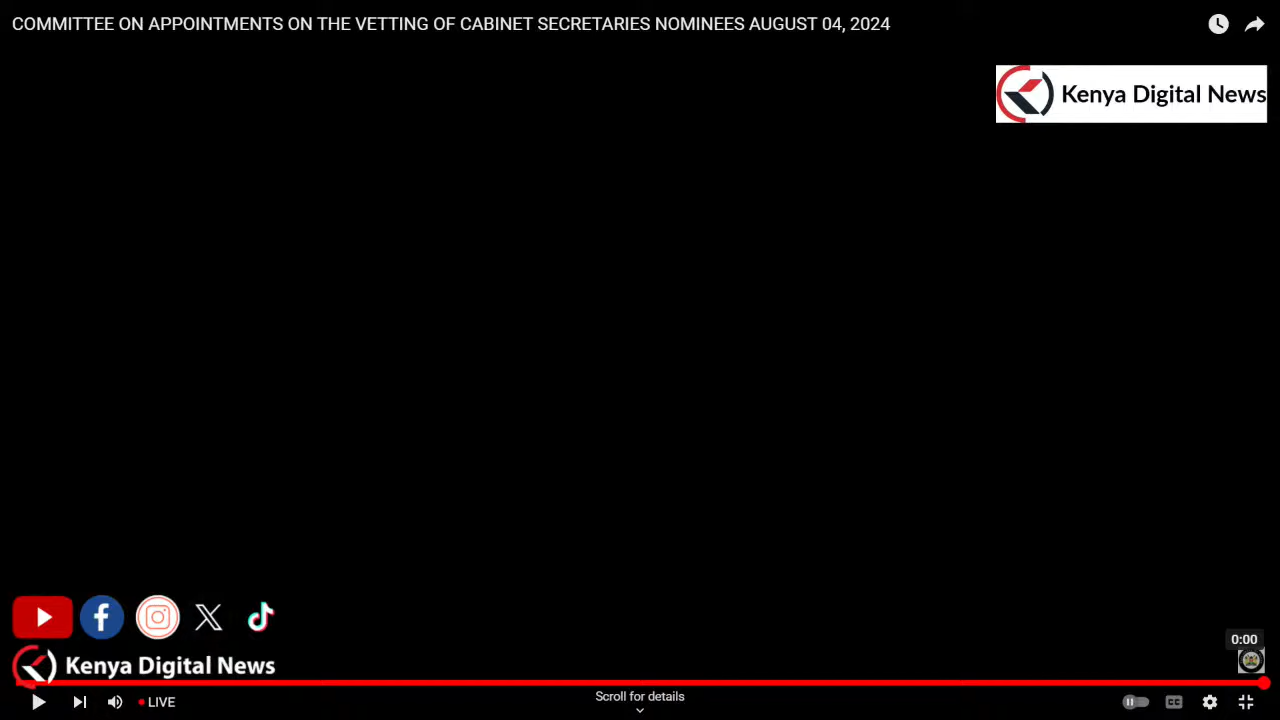 COMMITTEE ON APPOINTMENTS ON THE VETTING OF CABINET SECRETARIES NOMINEES AUGUST 04, 2024
Kenya Digital News
0:00
Kenya Digital News
LIVE
Scroll for details
CC